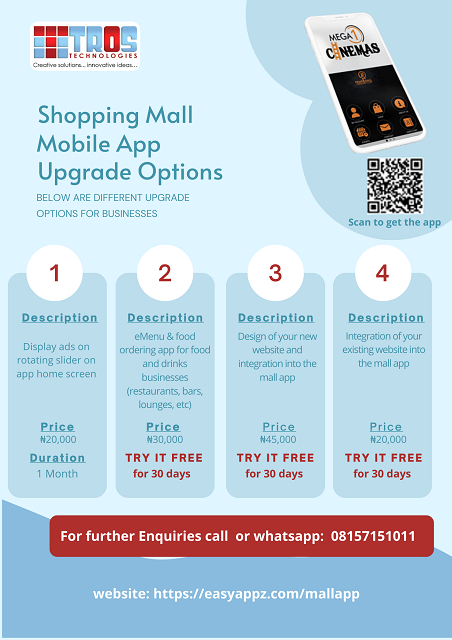 TROS
TECHNOLOGIES
Creative solutions... innovative ideas...
MEGA 1
CINEMAS
Scan to get the app
Shopping Mall
Mobile App
Upgrade Options
BELOW ARE DIFFERENT UPGRADE
OPTIONS FOR BUSINESSES
1
Description
Display ads on
rotating slider on
app home screen
Price
₦20,000
Duration
1 Month
2
Description
eMenu & food
ordering app for food
and drinks
businesses
(restaurants, bars,
lounges, etc)
Price
₦30,000
TRY IT FREE
for 30 days
3
Description
Design of your new
website and
integration into the
mall app
Price
₦45,000
TRY IT FREE
for 30 days
4
Description
Integration of your
existing website into
the mall app
Price
₦20,000
TRY IT FREE
for 30 days
For further Enquiries call or whatsapp: 08157151011
website: https://easyappz.com/mallapp